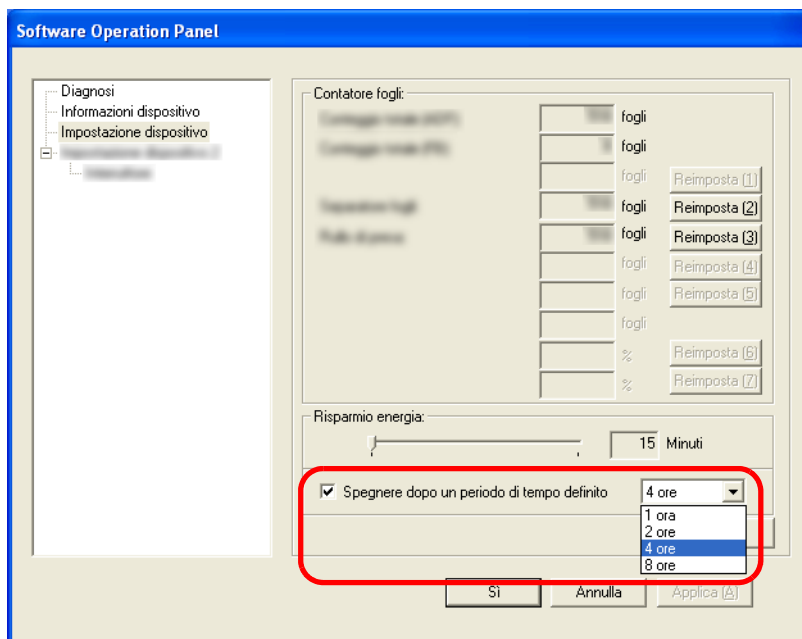 Software Operation Panel
Diagnosi
Informazioni dispositivo
Impostazione dispositivo
Contatore fogli:
fogli
fogli
fogli Reimposta (1)
fogli Reimposta (2)
fogli Reimposta (3)
fogli Reimposta (4)
fogli Reimposta (5)
fogli
% Reimposta (6)
% Reimposta (7)
Risparmio energia:
15 Minuti
Spegnere dopo un periodo di tempo definito 4 ore
1 ora
2 ore
4 ore
8 ore
Sì Annulla Applica (A)